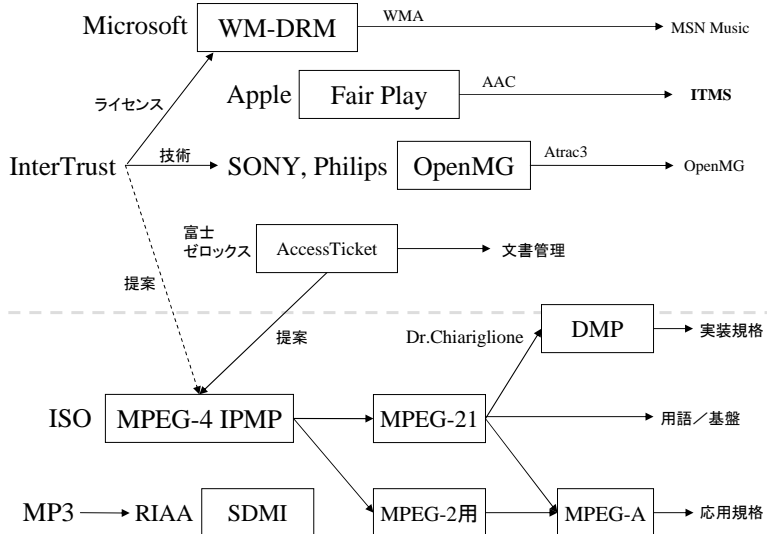 Microsoft WM-DRM WMA MSN Music
ライセンス
Apple Fair Play AAC ITMS
InterTrust 技術 SONY, Philips OpenMG Atrac3 OpenMG
富士
ゼロックス AccessTicket 文書管理
提案
提案
Dr.Chiariglione DMP 実装規格
ISO MPEG-4 IPMP MPEG-21 用語／基盤
MP3 RIAA SDMI MPEG-2用 MPEG-A 応用規格